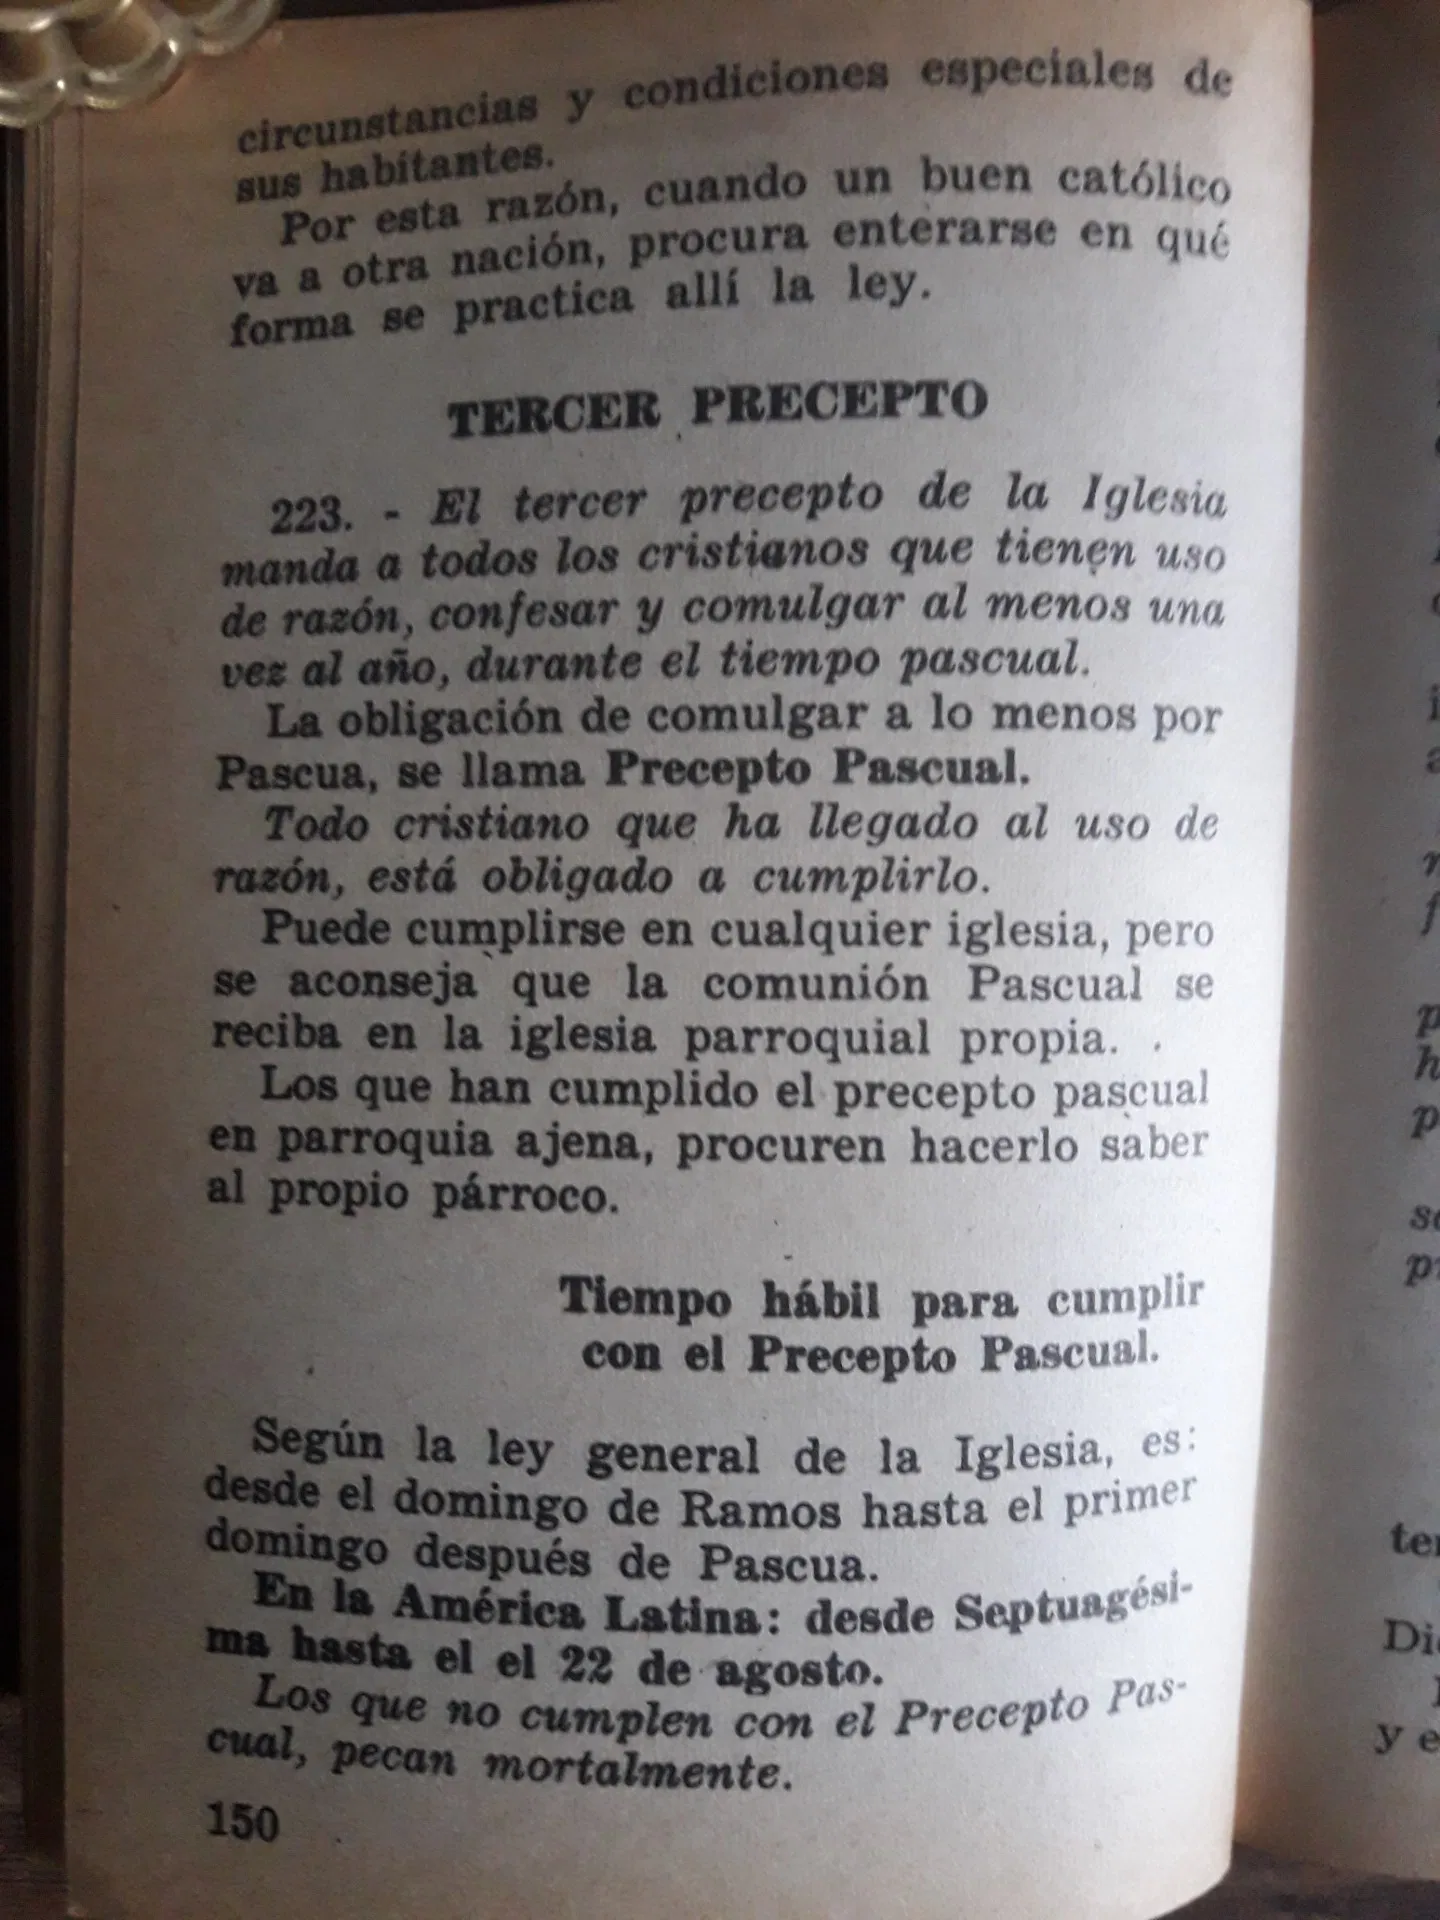 circunstancias y condiciones especiales de
sus habitantes.
Por esta razón, cuando un buen católico
va a otra nación, procura enterarse en qué
forma se practica allí la ley.
TERCER PRECEPTO
223. - El tercer precepto de la Iglesia
manda a todos los cristianos que tienen uso
de razón, confesar y comulgar al menos una
vez al año, durante el tiempo pascual.
La obligación de comulgar a lo menos por
Pascua, se llama Precepto Pascual.
Todo cristiano que ha llegado al uso de
razón, está obligado a cumplirlo.
Puede cumplirse en cualquier iglesia, pero
se aconseja que la comunión Pascual se
reciba en la iglesia parroquial propia.
Los que han cumplido el precepto pascual
en parroquia ajena, procuren hacerlo saber
al propio párroco.
Tiempo hábil para cumplir
con el Precepto Pascual.
Según la ley general de la Iglesia, es:
desde el domingo de Ramos hasta el primer
domingo después de Pascua.
En la América Latina: desde Septuagési-
ma hasta el el 22 de agosto.
Los que no cumplen con el Precepto Pas-
cual, pecan mortalmente.
150